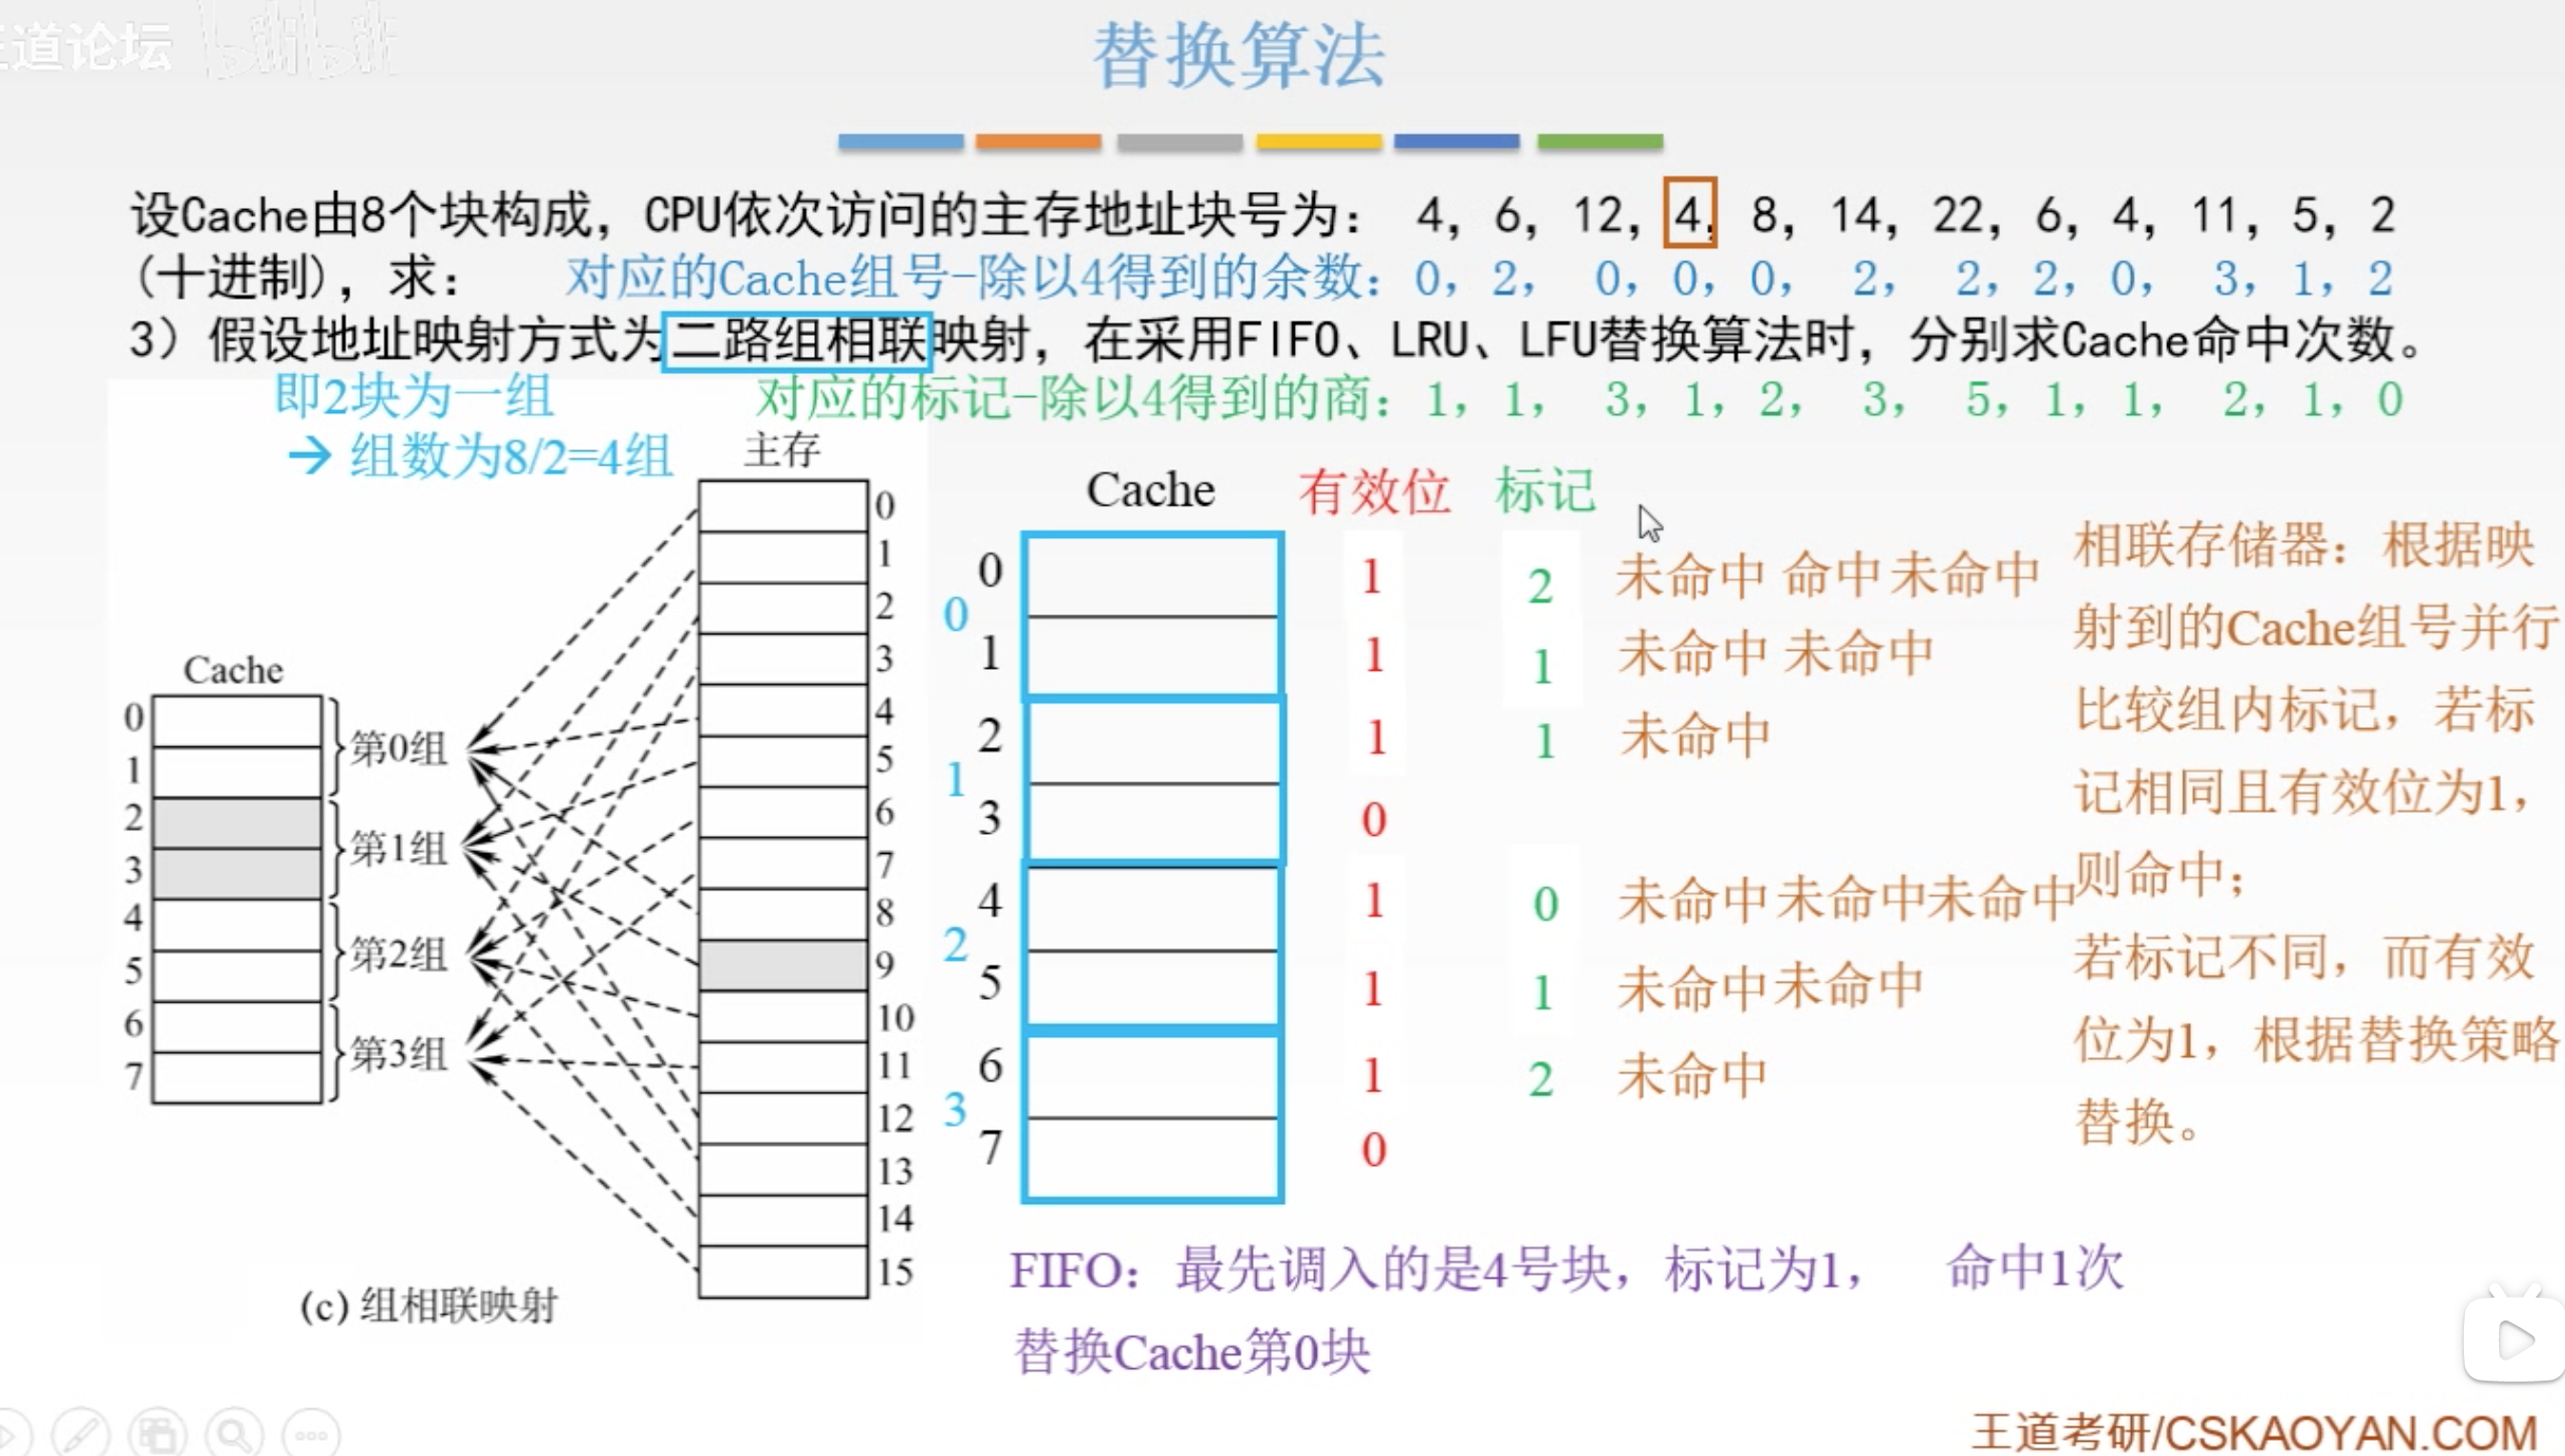 王道论坛 bilibili
替换算法
设Cache由8个块构成，CPU依次访问的主存地址块号为： 4，6，12，4，8，14，22，6，4，11，5，2
(十进制)，求： 对应的Cache组号-除以4得到的余数：0，2，0，0，0，2，2，2，0，3，1，2
3）假设地址映射方式为二路组相联映射，在采用FIFO、LRU、LFU替换算法时，分别求Cache命中次数。
即2块为一组 对应的标记-除以4得到的商：1，1，3，1，2，3，5，1，1，2，1，0
→ 组数为8/2=4组
主存
0
1
2
3
4
5
6
7
8
9
10
11
12
13
14
15
Cache
0
1
2
3
4
5
6
7
第0组
第1组
第2组
第3组
(c) 组相联映射
Cache 有效位 标记
0 1 2 未命中 命中 未命中
0
1 1 1 未命中 未命中
2 1 1 未命中
1
3 0
4 1 0 未命中 未命中 未命中
2
5 1 1 未命中 未命中
6 1 2 未命中
3
7 0
相联存储器：根据映
射到的Cache组号并行
比较组内标记，若标
记相同且有效位为1，
则命中；
若标记不同，而有效
位为1，根据替换策略
替换。
FIFO：最先调入的是4号块，标记为1， 命中1次
替换Cache第0块
王道考研/CSKAOYAN.COM